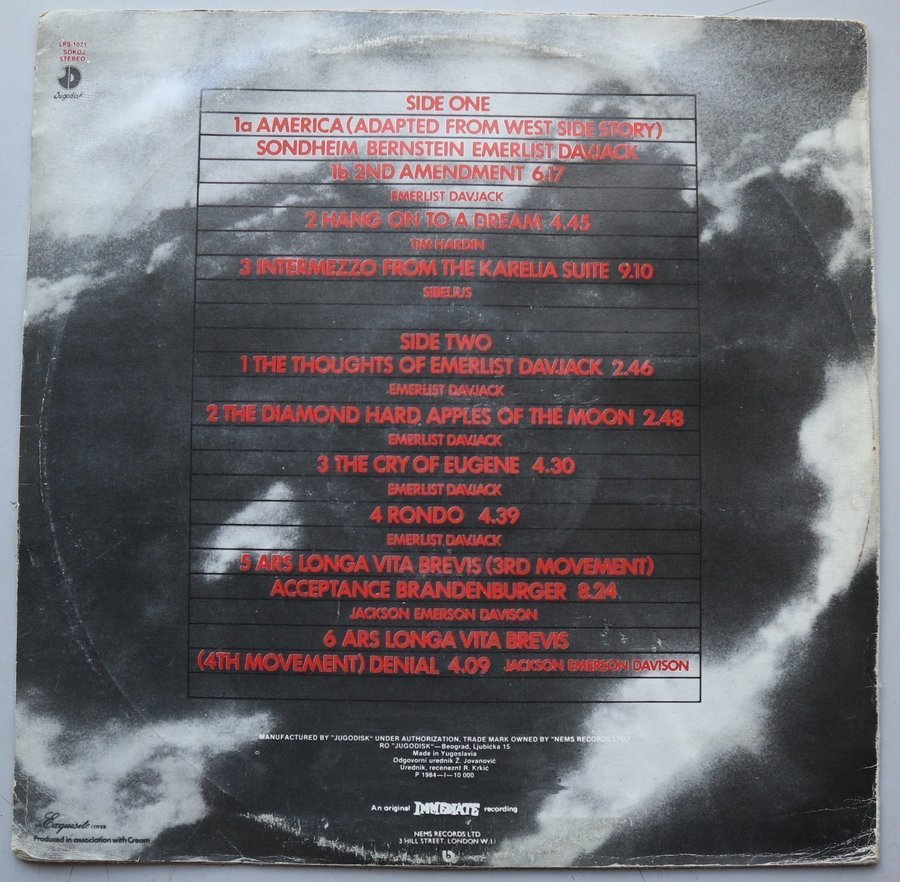 LPS-1071
SOKOJ
STEREO
Jugodisk
SIDE ONE
1a AMERICA (ADAPTED FROM WEST SIDE STORY)
SONDHEIM BERNSTEIN EMERLIST DAVJACK
1b 2ND AMENDMENT 6.17
EMERLIST DAVJACK
2 HANG ON TO A DREAM 4.45
TIM HARDIN
3 INTERMEZZO FROM THE KARELIA SUITE 9.10
SIBELIUS
SIDE TWO
1 THE THOUGHTS OF EMERLIST DAVJACK 2.46
EMERLIST DAVJACK
2 THE DIAMOND HARD APPLES OF THE MOON 2.48
EMERLIST DAVJACK
3 THE CRY OF EUGENE 4.30
EMERLIST DAVJACK
4 RONDO 4.39
EMERLIST DAVJACK
5 ARS LONGA VITA BREVIS (3RD MOVEMENT)
ACCEPTANCE BRANDENBURGER 8.24
JACKSON EMERSON DAVISON
6 ARS LONGA VITA BREVIS
(4TH MOVEMENT) DENIAL 4.09 JACKSON EMERSON DAVISON
MANUFACTURED BY "JUGODISK" UNDER AUTHORIZATION, TRADE MARK OWNED BY "NEMS RECORDS LTD."
RO "JUGODISK"—Beograd, Ljubička 15
Made in Yugoslavia
Odgovorni urednik Ž. Jovanović
Urednik, receneznt R. Krkić
P 1984—I—10 000
An original IMMEDIATE recording
NEMS RECORDS LTD
3 HILL STREET, LONDON W.1
b
Exquisite COVER
Produced in association with Cream